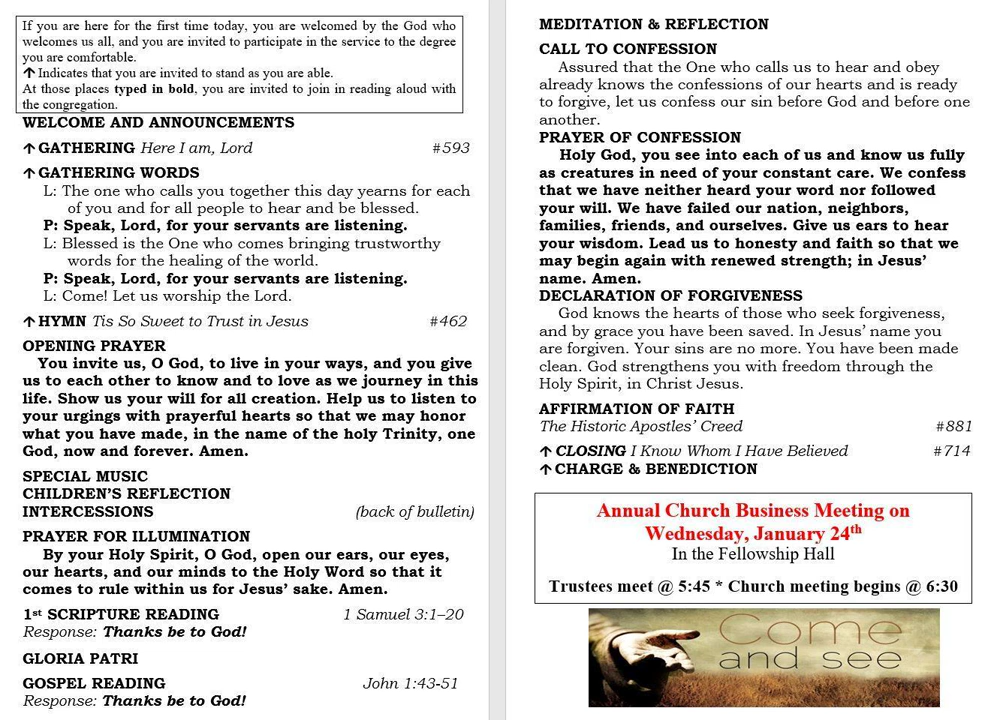 If you are here for the first time today, you are welcomed by the God who
welcomes us all, and you are invited to participate in the service to the degree
you are comfortable.
↑ Indicates that you are invited to stand as you are able.
At those places typed in bold, you are invited to join in reading aloud with
the congregation.
WELCOME AND ANNOUNCEMENTS
↑ GATHERING Here I am, Lord #593
↑ GATHERING WORDS
L: The one who calls you together this day yearns for each
of you and for all people to hear and be blessed.
P: Speak, Lord, for your servants are listening.
L: Blessed is the One who comes bringing trustworthy
words for the healing of the world.
P: Speak, Lord, for your servants are listening.
L: Come! Let us worship the Lord.
↑ HYMN Tis So Sweet to Trust in Jesus #462
OPENING PRAYER
You invite us, O God, to live in your ways, and you give
us to each other to know and to love as we journey in this
life. Show us your will for all creation. Help us to listen to
your urgings with prayerful hearts so that we may honor
what you have made, in the name of the holy Trinity, one
God, now and forever. Amen.
SPECIAL MUSIC
CHILDREN'S REFLECTION
INTERCESSIONS (back of bulletin)
PRAYER FOR ILLUMINATION
By your Holy Spirit, O God, open our ears, our eyes,
our hearts, and our minds to the Holy Word so that it
comes to rule within us for Jesus' sake. Amen.
1st SCRIPTURE READING 1 Samuel 3:1–20
Response: Thanks be to God!
GLORIA PATRI
GOSPEL READING John 1:43-51
Response: Thanks be to God!
MEDITATION & REFLECTION
CALL TO CONFESSION
Assured that the One who calls us to hear and obey
already knows the confessions of our hearts and is ready
to forgive, let us confess our sin before God and before one
another.
PRAYER OF CONFESSION
Holy God, you see into each of us and know us fully
as creatures in need of your constant care. We confess
that we have neither heard your word nor followed
your will. We have failed our nation, neighbors,
families, friends, and ourselves. Give us ears to hear
your wisdom. Lead us to honesty and faith so that we
may begin again with renewed strength; in Jesus'
name. Amen.
DECLARATION OF FORGIVENESS
God knows the hearts of those who seek forgiveness,
and by grace you have been saved. In Jesus' name you
are forgiven. Your sins are no more. You have been made
clean. God strengthens you with freedom through the
Holy Spirit, in Christ Jesus.
AFFIRMATION OF FAITH
The Historic Apostles' Creed #881
↑ CLOSING I Know Whom I Have Believed #714
↑ CHARGE & BENEDICTION
Annual Church Business Meeting on
Wednesday, January 24th
In the Fellowship Hall
Trustees meet @ 5:45 * Church meeting begins @ 6:30
Come
and see